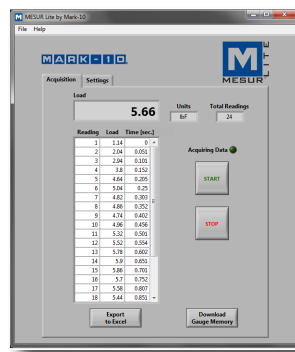 MESUR Lite by Mark-10
File Help
MARK-10
M
LITE
MESUR
Acquisition Settings
Load
5.66
Units
lbF
Total Readings
24
Reading Load Time [sec.]
1 1.14 0
2 2.04 0.051
3 2.94 0.101
4 3.8 0.152
5 4.64 0.205
6 5.04 0.25
7 4.82 0.303
8 4.86 0.352
9 4.74 0.402
10 4.96 0.456
11 5.32 0.501
12 5.52 0.554
13 5.78 0.602
14 5.9 0.651
15 5.86 0.701
16 5.7 0.752
17 5.58 0.807
18 5.44 0.851
Acquiring Data
START
STOP
Export
to Excel
Download
Gauge Memory